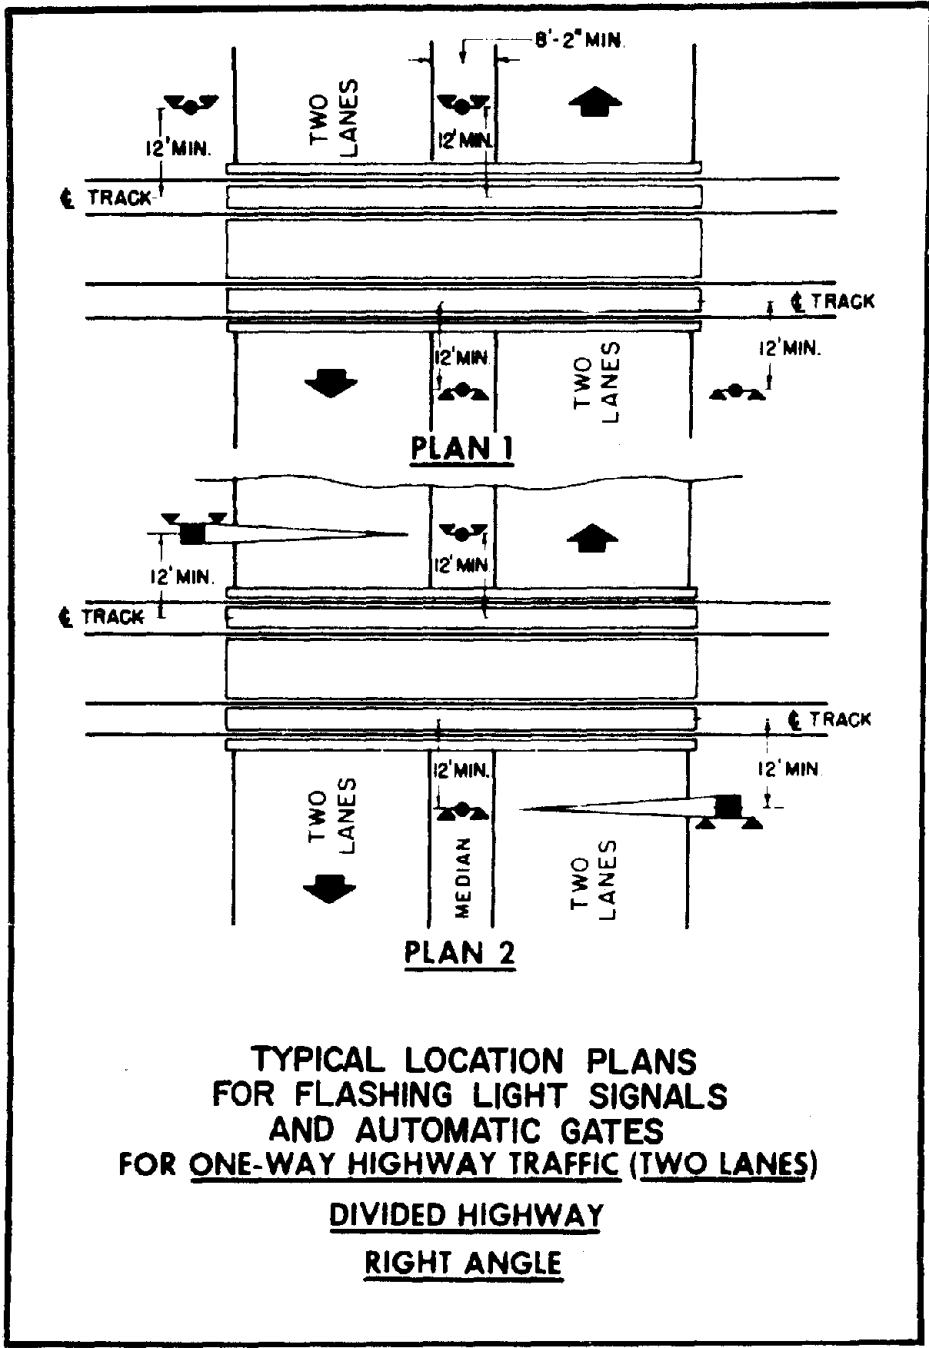 8'-2" MIN.
TWO
LANES
12' MIN.
12' MIN.
℄ TRACK
℄ TRACK
12' MIN.
12' MIN.
TWO
LANES
PLAN 1
12' MIN.
12' MIN.
℄ TRACK
℄ TRACK
12' MIN.
12' MIN.
TWO
LANES
MEDIAN
TWO
LANES
PLAN 2
TYPICAL LOCATION PLANS
FOR FLASHING LIGHT SIGNALS
AND AUTOMATIC GATES
FOR ONE-WAY HIGHWAY TRAFFIC (TWO LANES)
DIVIDED HIGHWAY
RIGHT ANGLE